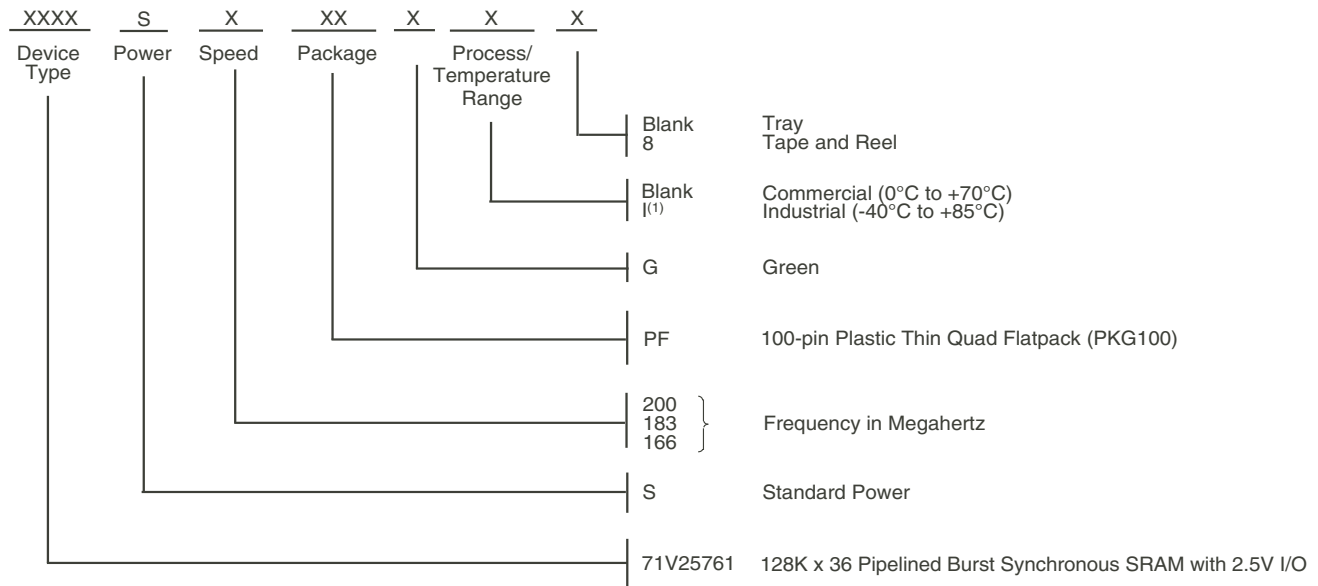 XXXX S X XX X X X
Device Type
Power
Speed
Package
Process/ Temperature Range
Blank Tray
8 Tape and Reel
Blank Commercial (0°C to +70°C)
I(1) Industrial (-40°C to +85°C)
G Green
PF 100-pin Plastic Thin Quad Flatpack (PKG100)
200
183 Frequency in Megahertz
166
S Standard Power
71V25761 128K x 36 Pipelined Burst Synchronous SRAM with 2.5V I/O